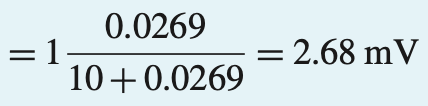 = 1 0.0269 / (10 + 0.0269) = 2.68 mV